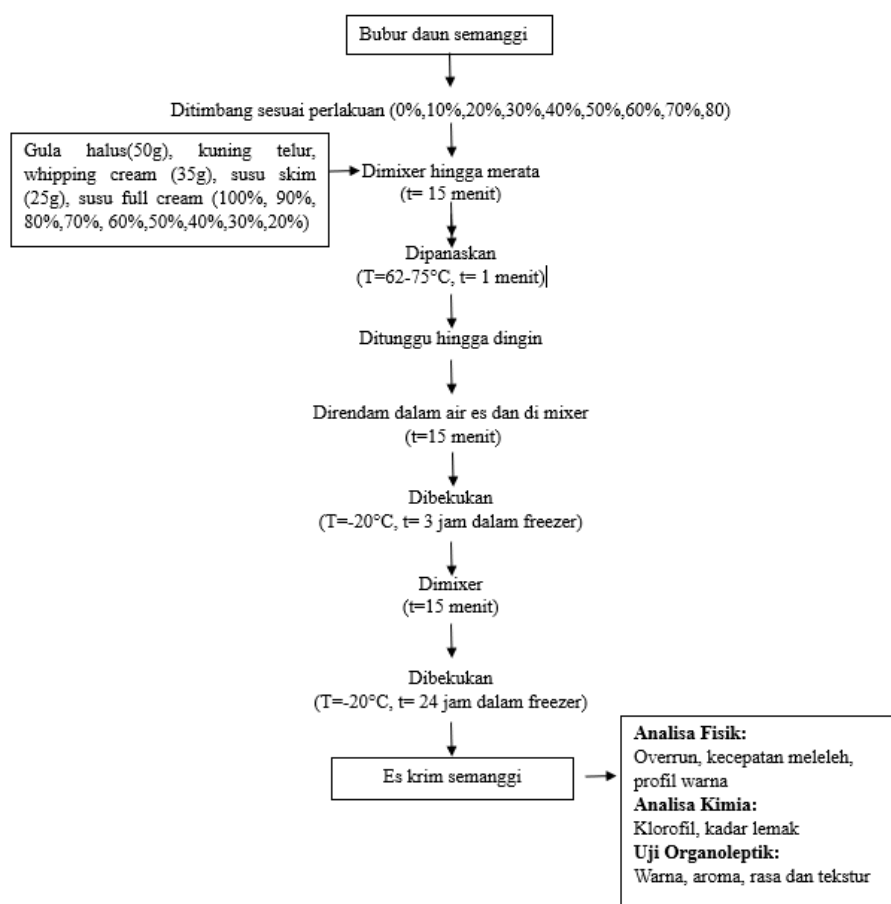 Bubur daun semanggi
Ditimbang sesuai perlakuan (0%,10%,20%,30%,40%,50%,60%,70%,80)
Gula halus(50g), kuning telur,
whipping cream (35g), susu skim
(25g), susu full cream (100%, 90%,
80%,70%, 60%,50%,40%,30%,20%)
Dimixer hingga merata
(t= 15 menit)
Dipanaskan
(T=62-75°C, t= 1 menit)
Ditunggu hingga dingin
Direndam dalam air es dan di mixer
(t=15 menit)
Dibekukan
(T=-20°C, t= 3 jam dalam freezer)
Dimixer
(t=15 menit)
Dibekukan
(T=-20°C, t= 24 jam dalam freezer)
Es krim semanggi
Analisa Fisik:
Overrun, kecepatan meleleh,
profil warna
Analisa Kimia:
Klorofil, kadar lemak
Uji Organoleptik:
Warna, aroma, rasa dan tekstur